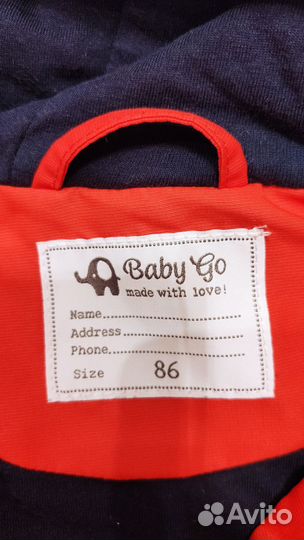 Baby Go
made with love!
Name
Address
Phone
Size 86
Avito